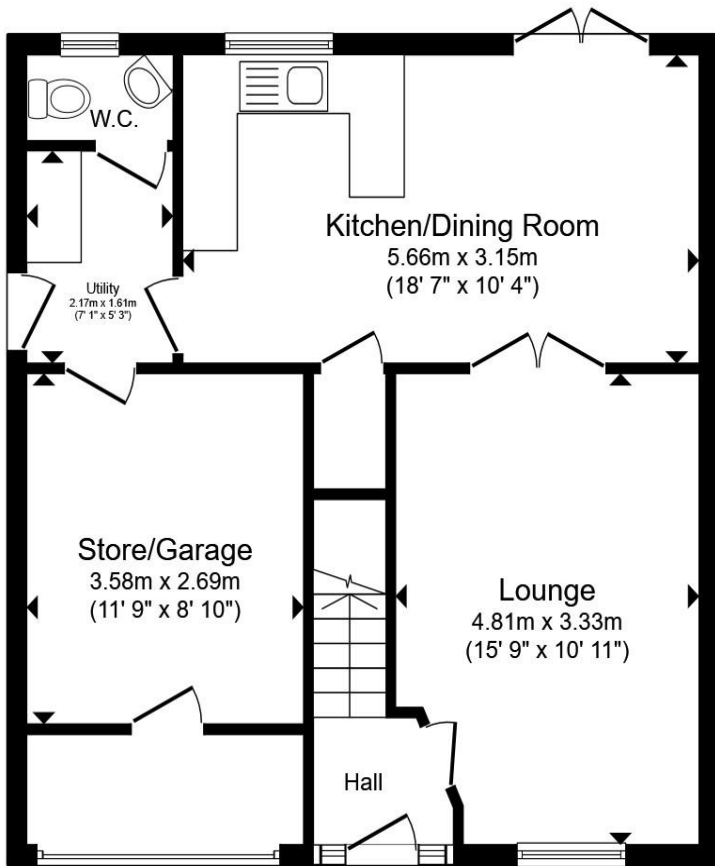 W.C.
Kitchen/Dining Room
5.66m x 3.15m
(18' 7" x 10' 4")
Utility
2.17m x 1.61m
(7' 1" x 5' 3")
Store/Garage
3.58m x 2.69m
(11' 9" x 8' 10")
Lounge
4.81m x 3.33m
(15' 9" x 10' 11")
Hall